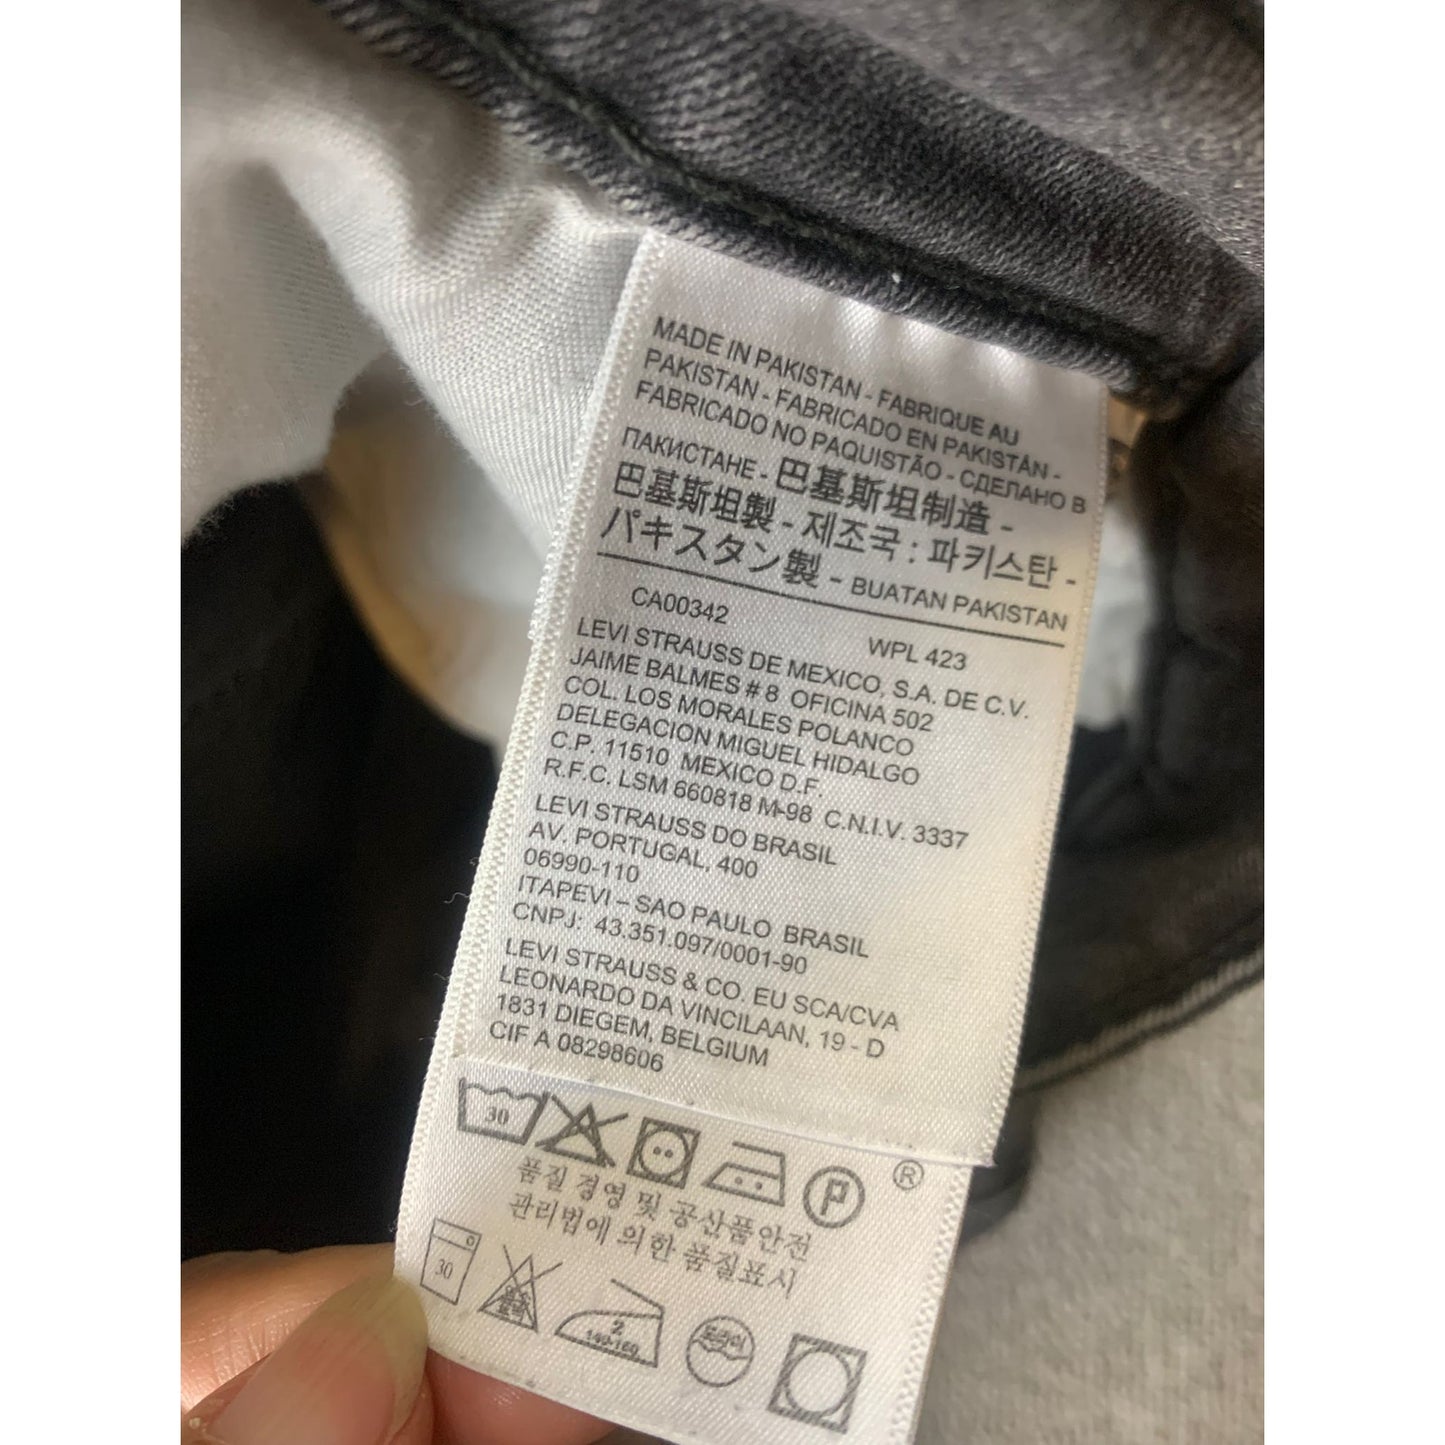 MADE IN PAKISTAN - FABRIQUE AU
PAKISTAN - FABRICADO EN PAKISTÁN -
FABRICADO NO PAQUISTÃO - СДЕЛАНО В
ПАКИСТАНЕ - 巴基斯坦制造 -
巴基斯坦製 - 제조국 : 파키스탄 -
パキスタン製 - BUATAN PAKISTAN
CA00342 WPL 423
LEVI STRAUSS DE MEXICO, S.A. DE C.V.
JAIME BALMES # 8 OFICINA 502
COL. LOS MORALES POLANCO
DELEGACION MIGUEL HIDALGO
C.P. 11510 MEXICO D.F.
R.F.C. LSM 660818 M-98 C.N.I.V. 3337
LEVI STRAUSS DO BRASIL
AV. PORTUGAL, 400
06990-110
ITAPEVI – SAO PAULO BRASIL
CNPJ: 43.351.097/0001-90
LEVI STRAUSS & CO. EU SCA/CVA
LEONARDO DA VINCILAAN, 19 - D
1831 DIEGEM, BELGIUM
CIF A 08298606
30 P ®
품질 경영 및 공산품안전
관리법에 의한 품질표시
30 2 드라이
140-160